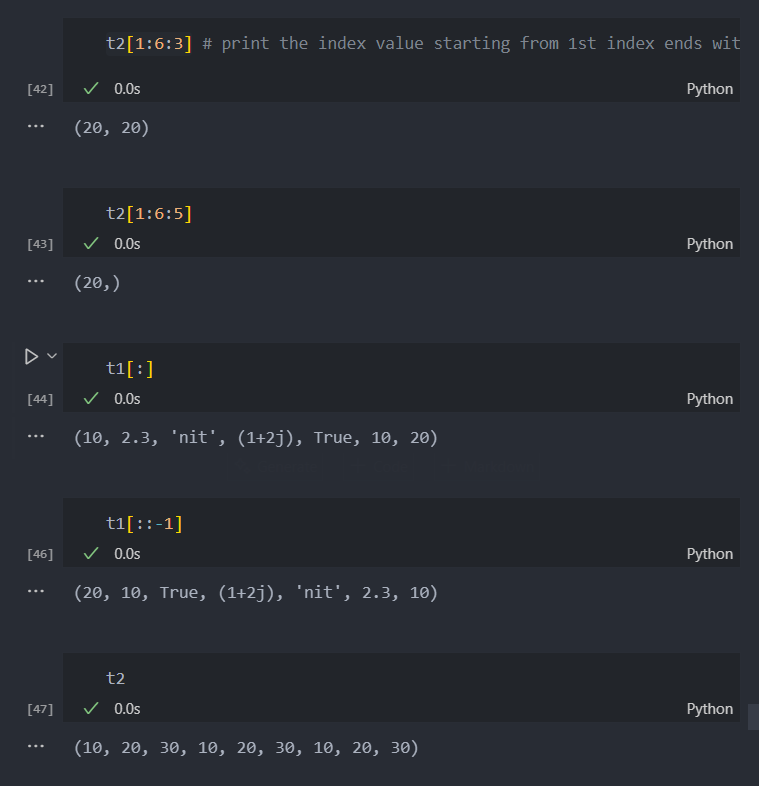 t2[1:6:3] # print the index value starting from 1st index ends wit
[42] 0.0s Python
(20, 20)
t2[1:6:5]
[43] 0.0s Python
(20,)
t1[:]
[44] 0.0s Python
(10, 2.3, 'nit', (1+2j), True, 10, 20)
t1[::-1]
[46] 0.0s Python
(20, 10, True, (1+2j), 'nit', 2.3, 10)
t2
[47] 0.0s Python
(10, 20, 30, 10, 20, 30, 10, 20, 30)